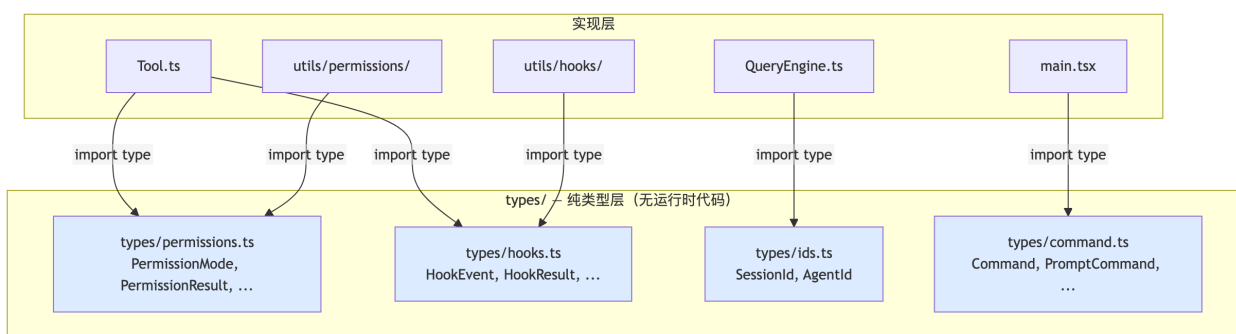 实现层
Tool.ts
utils/permissions/
utils/hooks/
QueryEngine.ts
main.tsx
import type
import type
import type
import type
import type
import type
types/ — 纯类型层（无运行时代码）
types/permissions.ts
PermissionMode,
PermissionResult, ...
types/hooks.ts
HookEvent, HookResult, ...
types/ids.ts
SessionId, AgentId
types/command.ts
Command, PromptCommand,
...